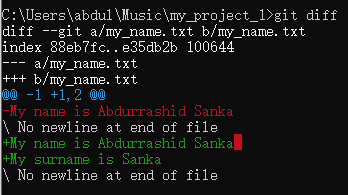 C:\Users\abdul\Music\my_project_1>git diff
diff --git a/my_name.txt b/my_name.txt
index 88eb7fc..e35db2b 100644
--- a/my_name.txt
+++ b/my_name.txt
@@ -1 +1,2 @@
-My name is Abdurrashid Sanka
\ No newline at end of file
+My name is Abdurrashid Sanka
+My surname is Sanka
\ No newline at end of file